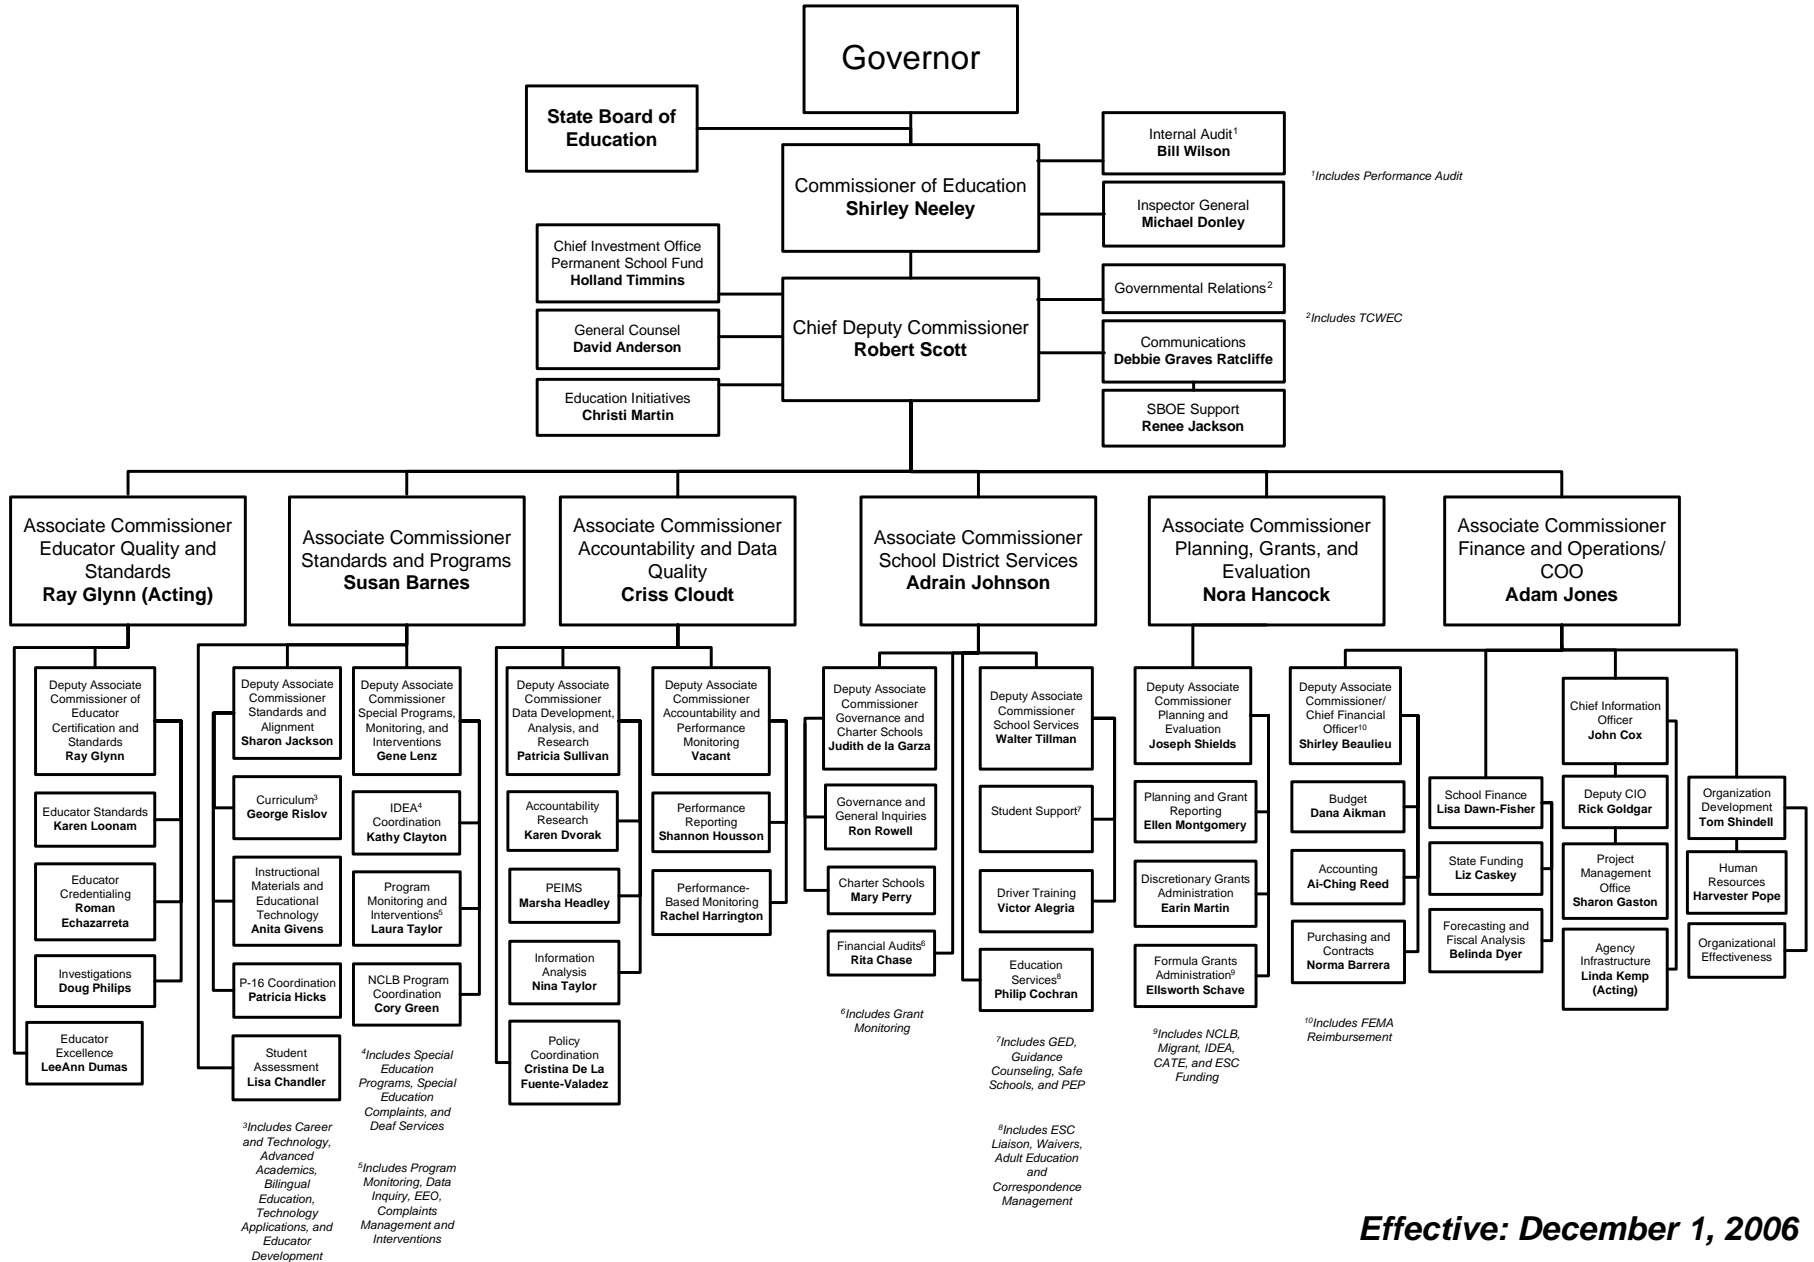 Governor
State Board of
Education
Internal Audit¹
Bill Wilson
¹Includes Performance Audit
Commissioner of Education
Shirley Neeley
Inspector General
Michael Donley
Chief Investment Office
Permanent School Fund
Holland Timmins
Governmental Relations²
²Includes TCWEC
General Counsel
David Anderson
Chief Deputy Commissioner
Robert Scott
Communications
Debbie Graves Ratcliffe
Education Initiatives
Christi Martin
SBOE Support
Renee Jackson
Associate Commissioner
Educator Quality and
Standards
Ray Glynn (Acting)
Associate Commissioner
Standards and Programs
Susan Barnes
Associate Commissioner
Accountability and Data
Quality
Criss Cloudt
Associate Commissioner
School District Services
Adrain Johnson
Associate Commissioner
Planning, Grants, and
Evaluation
Nora Hancock
Associate Commissioner
Finance and Operations/
COO
Adam Jones
Deputy Associate
Commissioner of
Educator
Certification and
Standards
Ray Glynn
Educator Standards
Karen Loonam
Educator
Credentialing
Roman
Echazarreta
Investigations
Doug Philips
Educator
Excellence
LeeAnn Dumas
Deputy Associate
Commissioner
Standards and
Alignment
Sharon Jackson
Curriculum³
George Rislov
Instructional
Materials and
Educational
Technology
Anita Givens
P-16 Coordination
Patricia Hicks
Student
Assessment
Lisa Chandler
³Includes Career
and Technology,
Advanced
Academics,
Bilingual
Education,
Technology
Applications, and
Educator
Development
Deputy Associate
Commissioner
Special Programs,
Monitoring, and
Interventions
Gene Lenz
IDEA⁴
Coordination
Kathy Clayton
Program
Monitoring and
Interventions⁵
Laura Taylor
NCLB Program
Coordination
Cory Green
⁴Includes Special
Education
Programs, Special
Education
Complaints, and
Deaf Services
⁵Includes Program
Monitoring, Data
Inquiry, EEO,
Complaints
Management and
Interventions
Deputy Associate
Commissioner
Data Development,
Analysis, and
Research
Patricia Sullivan
Accountability
Research
Karen Dvorak
PEIMS
Marsha Headley
Information
Analysis
Nina Taylor
Policy
Coordination
Cristina De La
Fuente-Valadez
Deputy Associate
Commissioner
Accountability and
Performance
Monitoring
Vacant
Performance
Reporting
Shannon Housson
Performance-
Based Monitoring
Rachel Harrington
Deputy Associate
Commissioner
Governance and
Charter Schools
Judith de la Garza
Governance and
General Inquiries
Ron Rowell
Charter Schools
Mary Perry
Financial Audits⁶
Rita Chase
⁶Includes Grant
Monitoring
Deputy Associate
Commissioner
School Services
Walter Tillman
Student Support⁷
Driver Training
Victor Alegria
Education
Services⁸
Philip Cochran
⁷Includes GED,
Guidance
Counseling, Safe
Schools, and PEP
⁸Includes ESC
Liaison, Waivers,
Adult Education
and
Correspondence
Management
Deputy Associate
Commissioner
Planning and
Evaluation
Joseph Shields
Planning and Grant
Reporting
Ellen Montgomery
Discretionary Grants
Administration
Earin Martin
Formula Grants
Administration⁹
Ellsworth Schave
⁹Includes NCLB,
Migrant, IDEA,
CATE, and ESC
Funding
Deputy Associate
Commissioner/
Chief Financial
Officer¹⁰
Shirley Beaulieu
Budget
Dana Aikman
Accounting
Ai-Ching Reed
Purchasing and
Contracts
Norma Barrera
¹⁰Includes FEMA
Reimbursement
School Finance
Lisa Dawn-Fisher
State Funding
Liz Caskey
Forecasting and
Fiscal Analysis
Belinda Dyer
Chief Information
Officer
John Cox
Deputy CIO
Rick Goldgar
Project
Management
Office
Sharon Gaston
Agency
Infrastructure
Linda Kemp
(Acting)
Organization
Development
Tom Shindell
Human
Resources
Harvester Pope
Organizational
Effectiveness
Effective: December 1, 2006